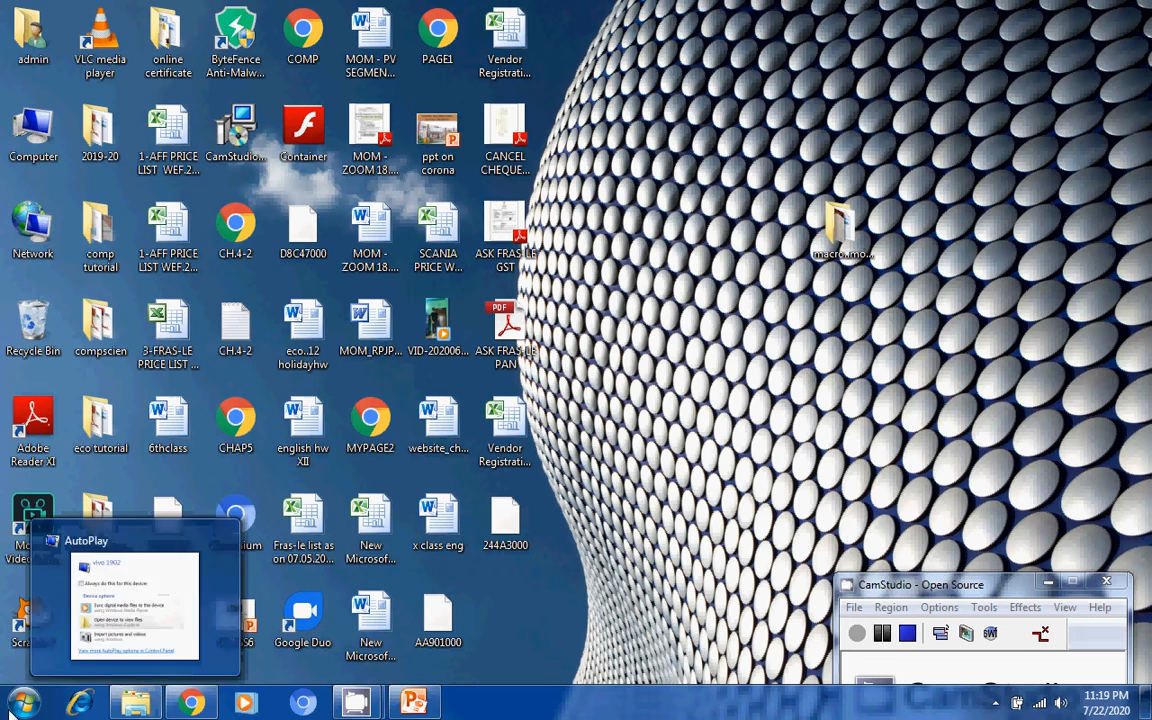 admin
VLC media player
online certificate
ByteFence Anti-Malw...
COMP
MOM - PV SEGMEN...
PAGE1
Vendor Registrati...
Computer
2019-20
1-AFF PRICE LIST WEF.2...
CamStudio...
Container
MOM - ZOOM 18....
ppt on corona
CANCEL CHEQUE...
Network
comp tutorial
1-AFF PRICE LIST WEF.2...
CH.4-2
D8C47000
MOM - ZOOM 18....
SCANIA PRICE W...
ASK FRAS-LE GST
macro.mo...
Recycle Bin
compscien
3-FRAS-LE PRICE LIST ...
CH.4-2
eco..12 holidayhw
MOM_RPJP...
VID-202006...
PDF
ASK FRAS-LE PAN
Adobe Reader XI
eco tutorial
6thclass
CHAP5
english hw XII
MYPAGE2
website_ch...
Vendor Registrati...
Fras-le list as on 07.05.20...
New Microsof...
x class eng
244A3000
AutoPlay
vivo 1902
Always do this for this device:
Device options
Sync digital media files to this device
using Windows Media Player
Open device to view files
using Windows Explorer
Import pictures and videos
using Windows
View more AutoPlay options in Control Panel
Google Duo
New Microsof...
AA901000
CamStudio - Open Source
File Region Options Tools Effects View Help
11:19 PM
7/22/2020